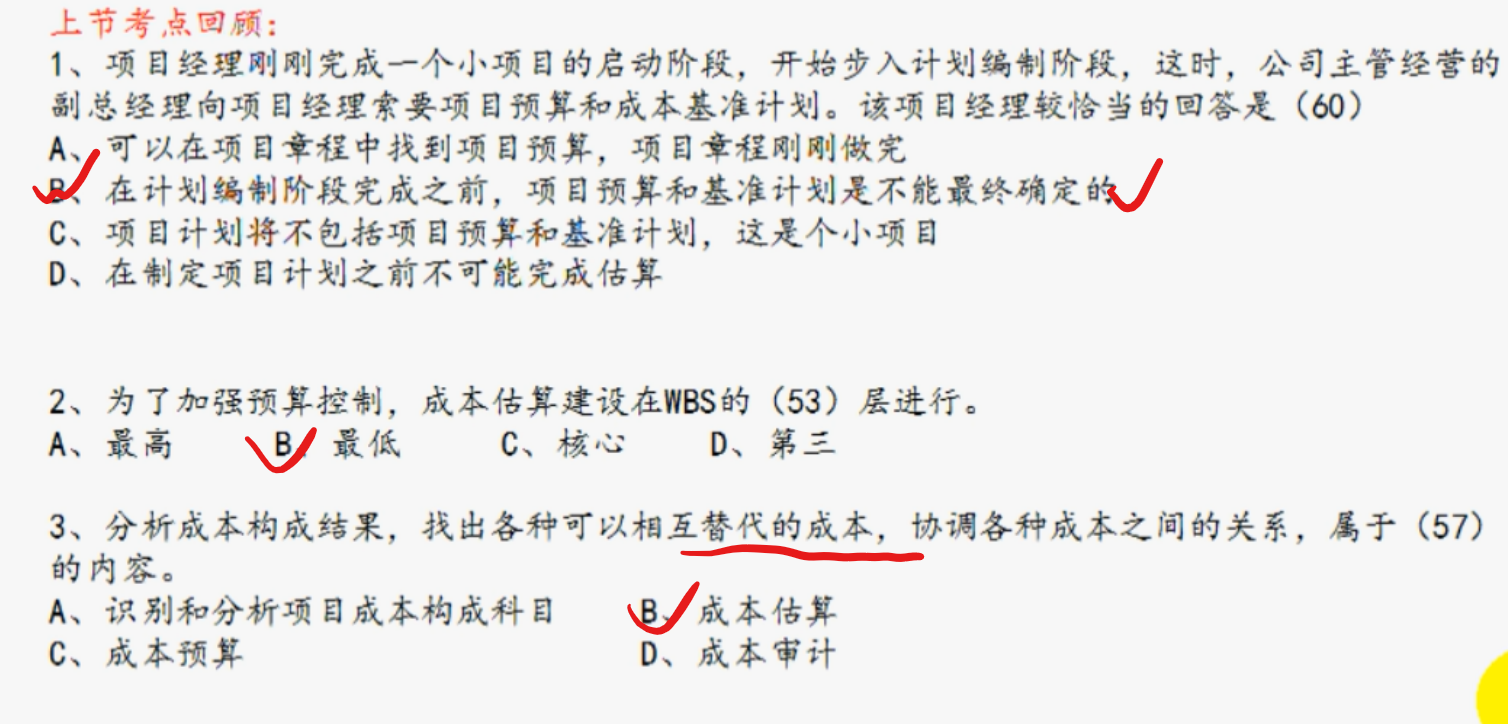 上节考点回顾：
1、项目经理刚刚完成一个小项目的启动阶段，开始步入计划编制阶段，这时，公司主管经营的
副总经理向项目经理索要项目预算和成本基准计划。该项目经理较恰当的回答是（60）
A、可以在项目章程中找到项目预算，项目章程刚刚做完
B、在计划编制阶段完成之前，项目预算和基准计划是不能最终确定的
C、项目计划将不包括项目预算和基准计划，这是个小项目
D、在制定项目计划之前不可能完成估算
2、为了加强预算控制，成本估算建设在WBS的（53）层进行。
A、最高 B、最低 C、核心 D、第三
3、分析成本构成结果，找出各种可以相互替代的成本，协调各种成本之间的关系，属于（57）
的内容。
A、识别和分析项目成本构成科目 B、成本估算
C、成本预算 D、成本审计